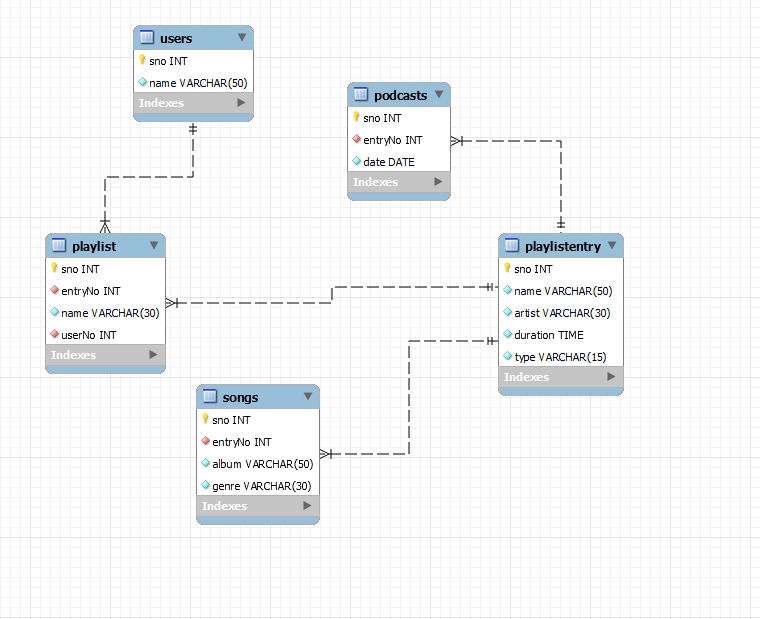 users
sno INT
name VARCHAR(50)
Indexes
podcasts
sno INT
entryNo INT
date DATE
Indexes
playlist
sno INT
entryNo INT
name VARCHAR(30)
userNo INT
Indexes
playlistentry
sno INT
name VARCHAR(50)
artist VARCHAR(30)
duration TIME
type VARCHAR(15)
Indexes
songs
sno INT
entryNo INT
album VARCHAR(50)
genre VARCHAR(30)
Indexes